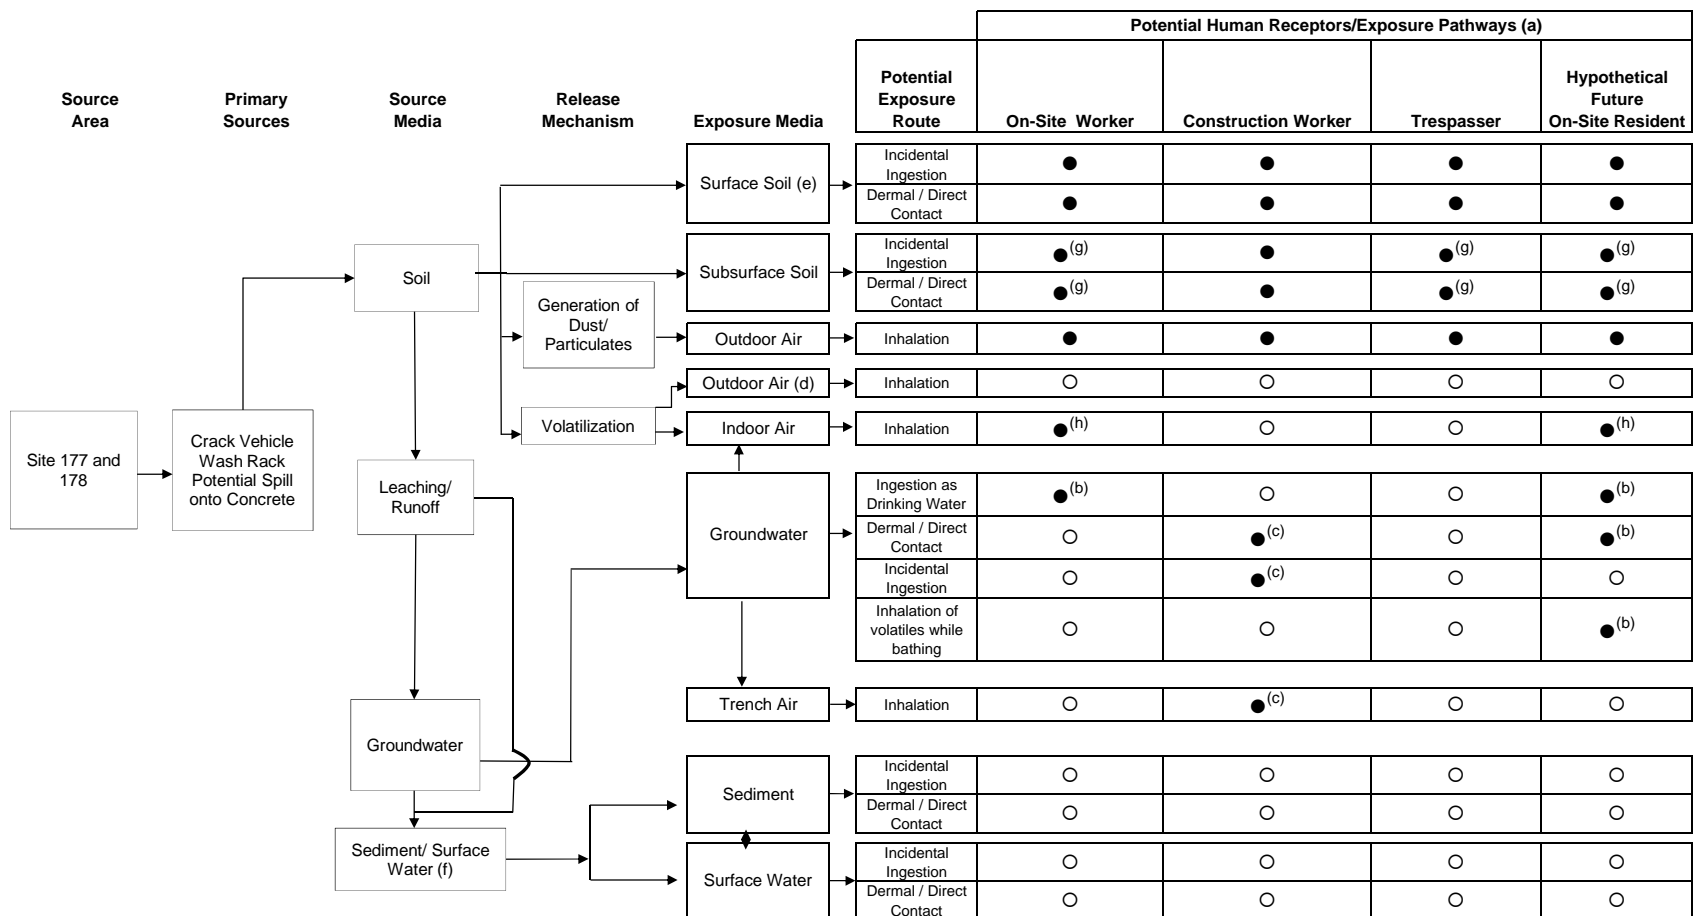 Potential Human Receptors/Exposure Pathways (a)
Source
Area
Primary
Sources
Source
Media
Release
Mechanism
Exposure Media
Potential
Exposure
Route
On-Site Worker
Construction Worker
Trespasser
Hypothetical
Future
On-Site Resident
Surface Soil (e)
Incidental
Ingestion
Dermal / Direct
Contact
Soil
Subsurface Soil
Incidental
Ingestion
(g)
(g)
(g)
Dermal / Direct
Contact
(g)
(g)
(g)
Generation of
Dust/
Particulates
Outdoor Air
Inhalation
Outdoor Air (d)
Inhalation
Volatilization
Indoor Air
Inhalation
(h)
(h)
Site 177 and
178
Crack Vehicle
Wash Rack
Potential Spill
onto Concrete
Leaching/
Runoff
Groundwater
Ingestion as
Drinking Water
(b)
(b)
Dermal / Direct
Contact
(c)
(b)
Incidental
Ingestion
(c)
Inhalation of
volatiles while
bathing
(b)
Trench Air
Inhalation
(c)
Groundwater
Sediment
Incidental
Ingestion
Dermal / Direct
Contact
Sediment/ Surface
Water (f)
Surface Water
Incidental
Ingestion
Dermal / Direct
Contact